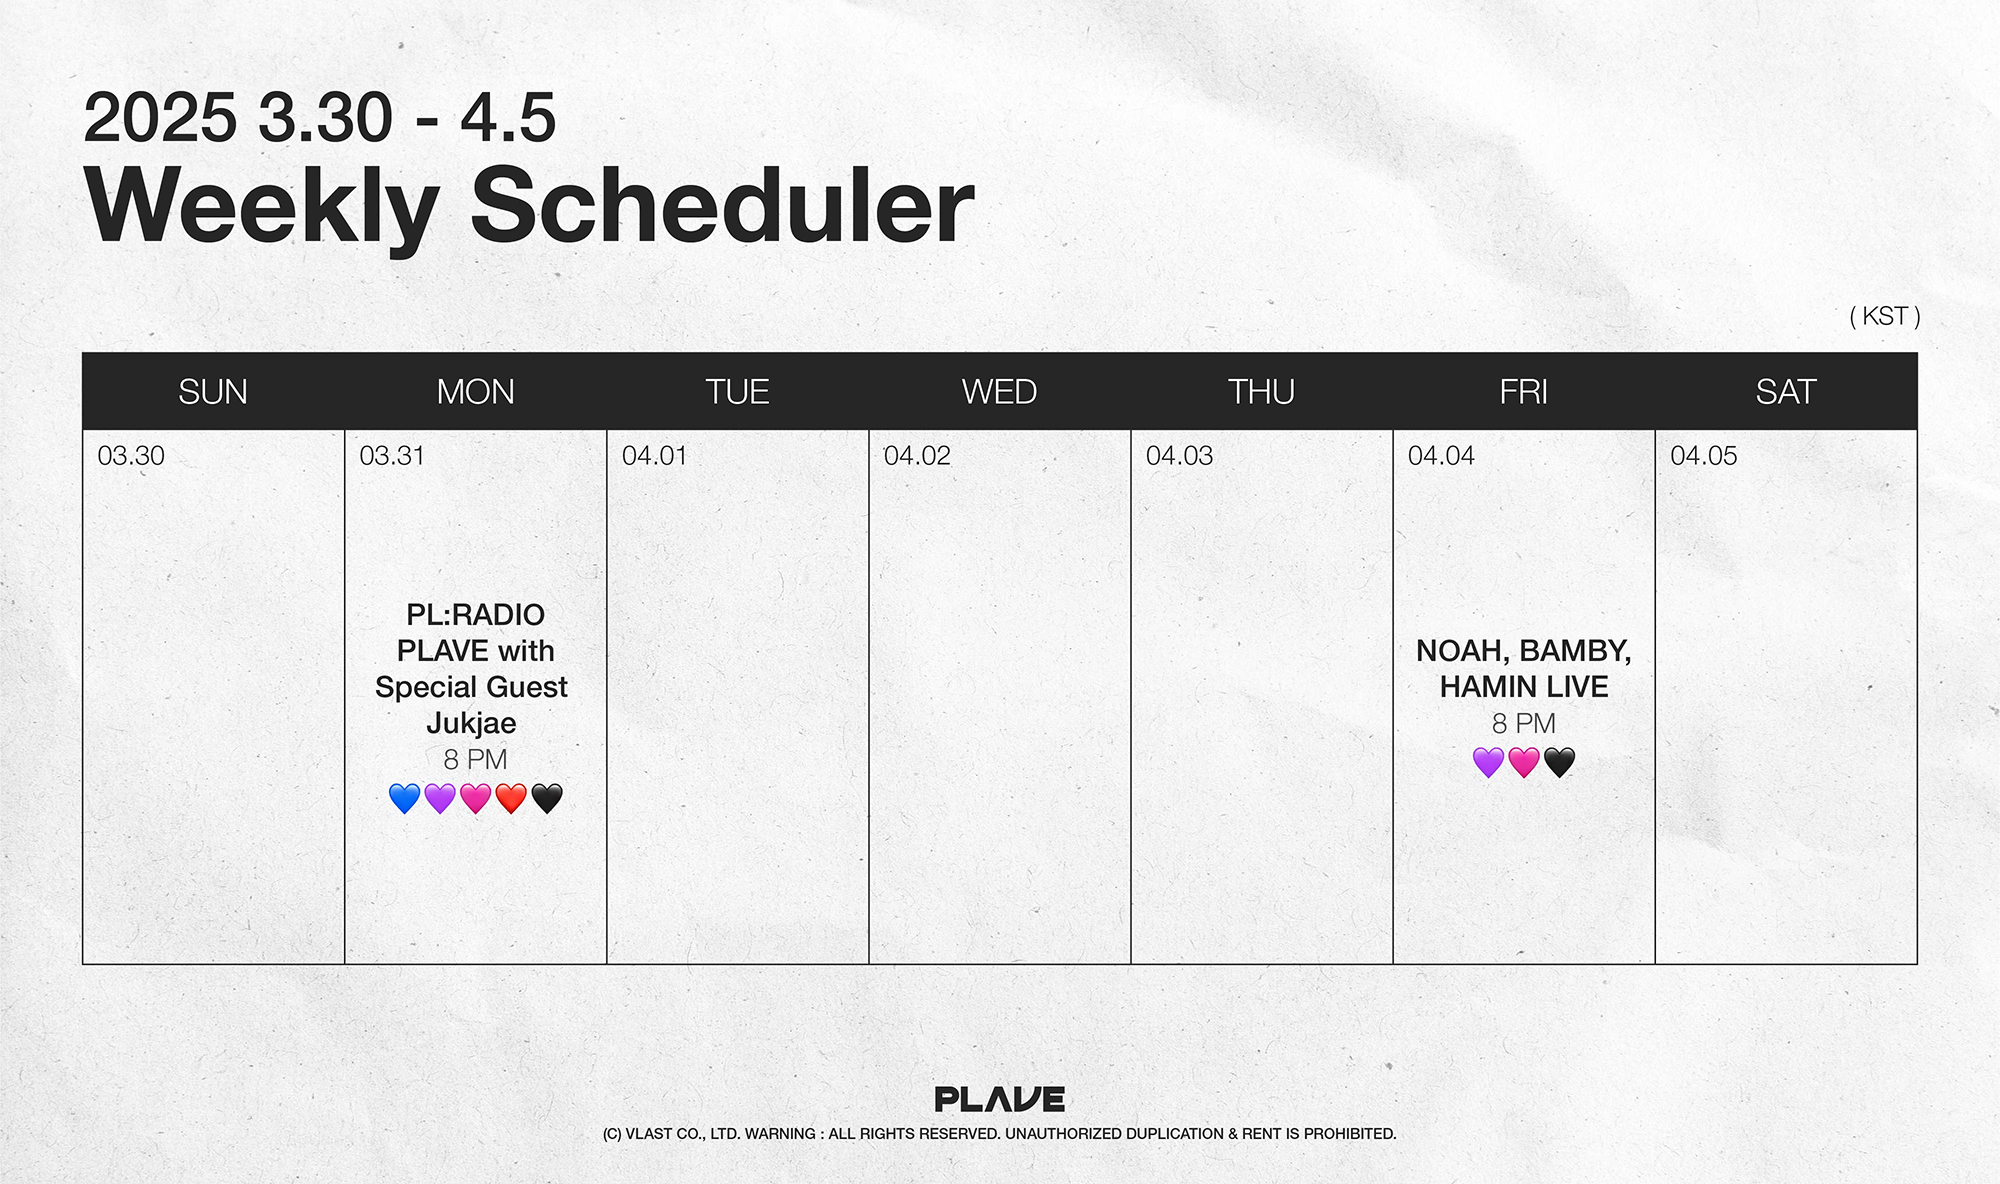 2025 3.30 - 4.5
Weekly Scheduler
( KST )
SUN MON TUE WED THU FRI SAT
03.30 03.31 04.01 04.02 04.03 04.04 04.05
PL:RADIO
PLAVE with
Special Guest
Jukjae
8 PM
💙💜🩷❤️🖤
NOAH, BAMBY,
HAMIN LIVE
8 PM
💜🩷🖤
PLAVE
(C) VLAST CO., LTD. WARNING : ALL RIGHTS RESERVED. UNAUTHORIZED DUPLICATION & RENT IS PROHIBITED.